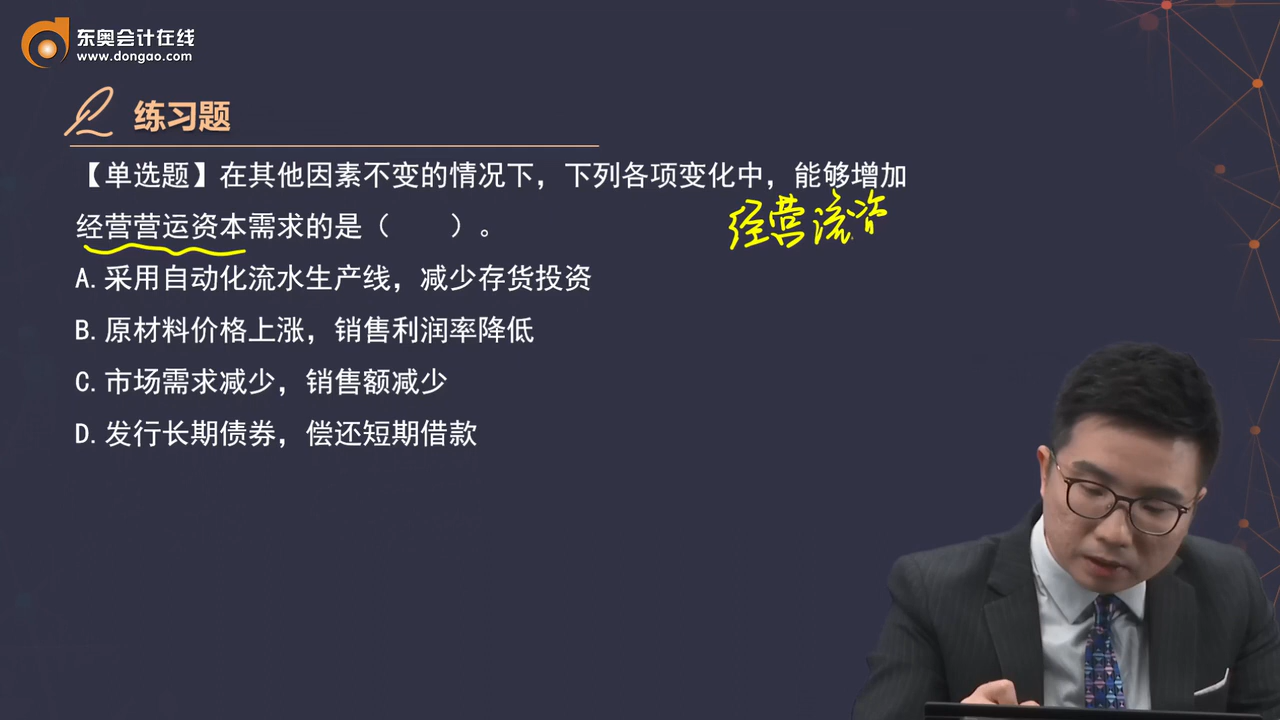 东奥会计在线
www.dongao.com
练习题
【单选题】在其他因素不变的情况下，下列各项变化中，能够增加
经营营运资本需求的是（　　）。
经营流资
A.采用自动化流水生产线，减少存货投资
B.原材料价格上涨，销售利润率降低
C.市场需求减少，销售额减少
D.发行长期债券，偿还短期借款